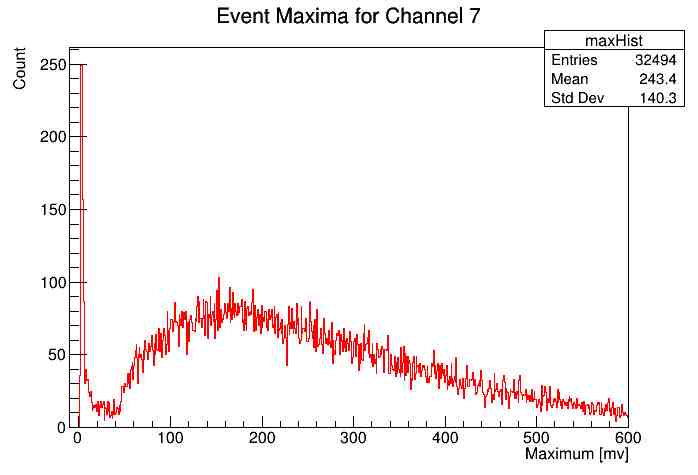 Event Maxima for Channel 7
maxHist
Entries 32494
Mean 243.4
Std Dev 140.3
Count
250
200
150
100
50
0
0 100 200 300 400 500 600
Maximum [mv]